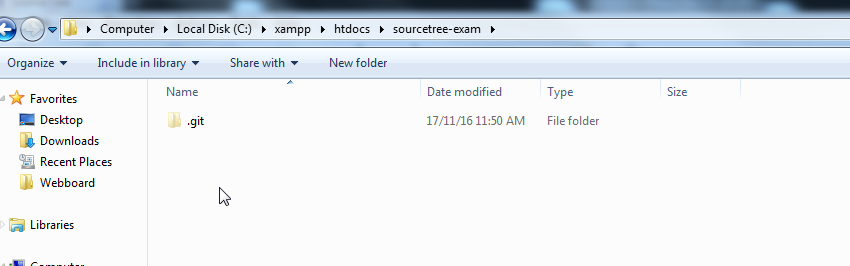 Computer Local Disk (C:) xampp htdocs sourcetree-exam
Organize Include in library Share with New folder
Name Date modified Type Size
.git 17/11/16 11:50 AM File folder
Favorites
Desktop
Downloads
Recent Places
Webboard
Libraries